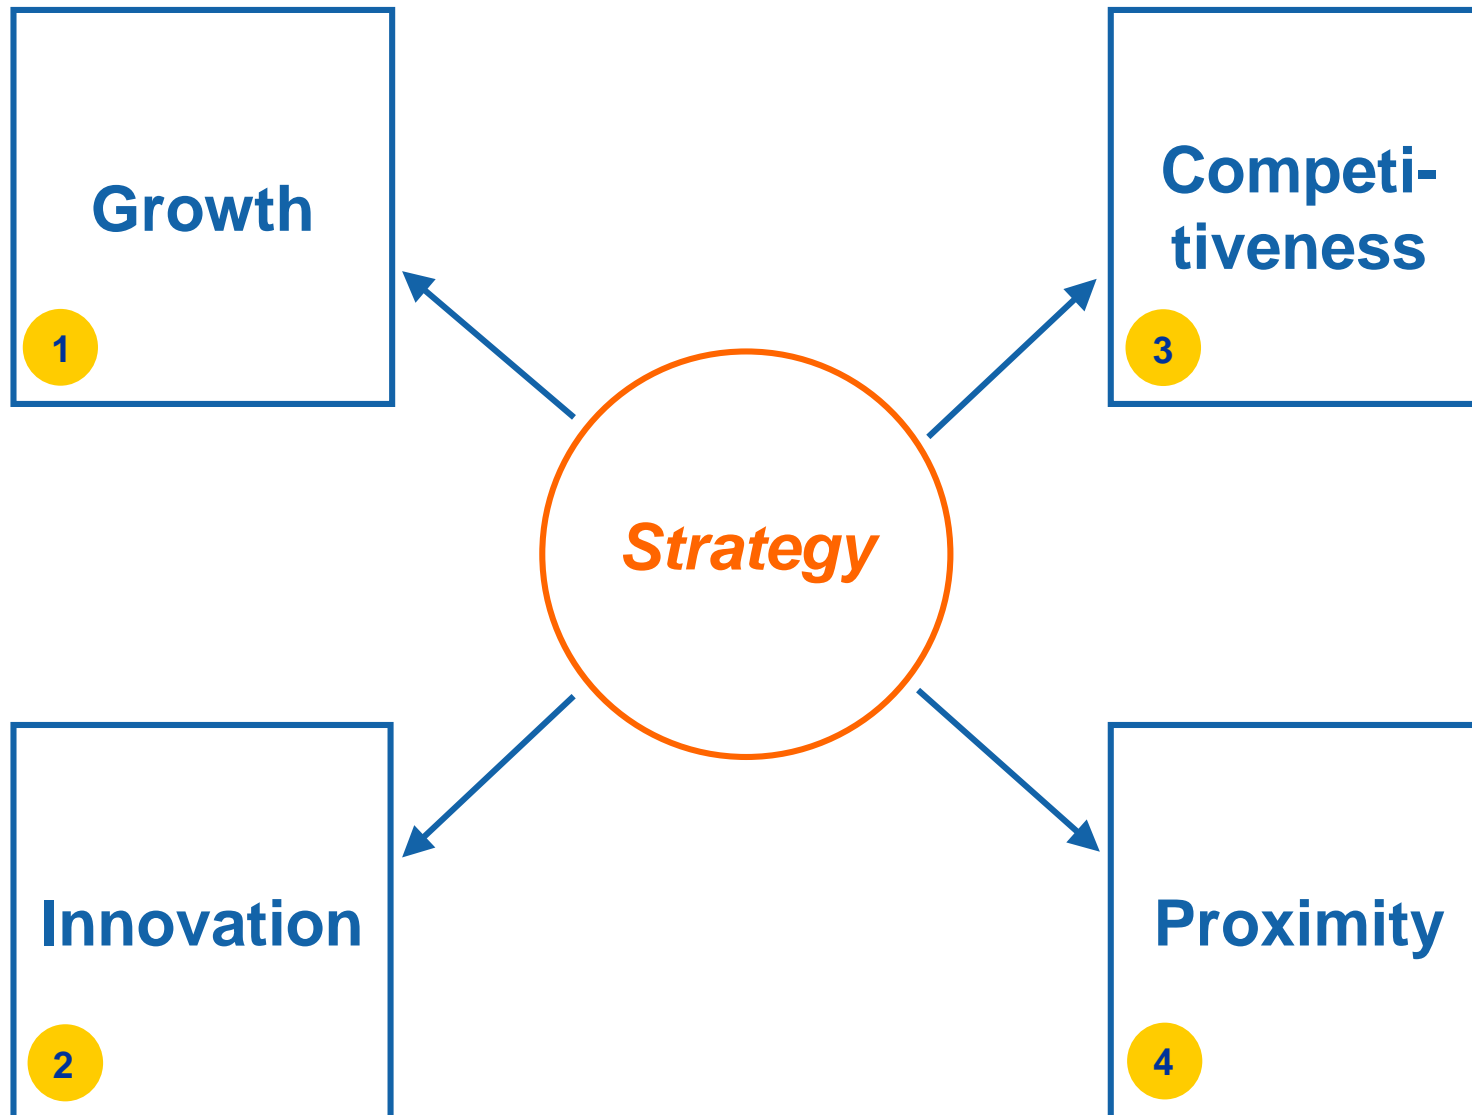 Growth
1
Competi-
tiveness
3
Strategy
Innovation
2
Proximity
4